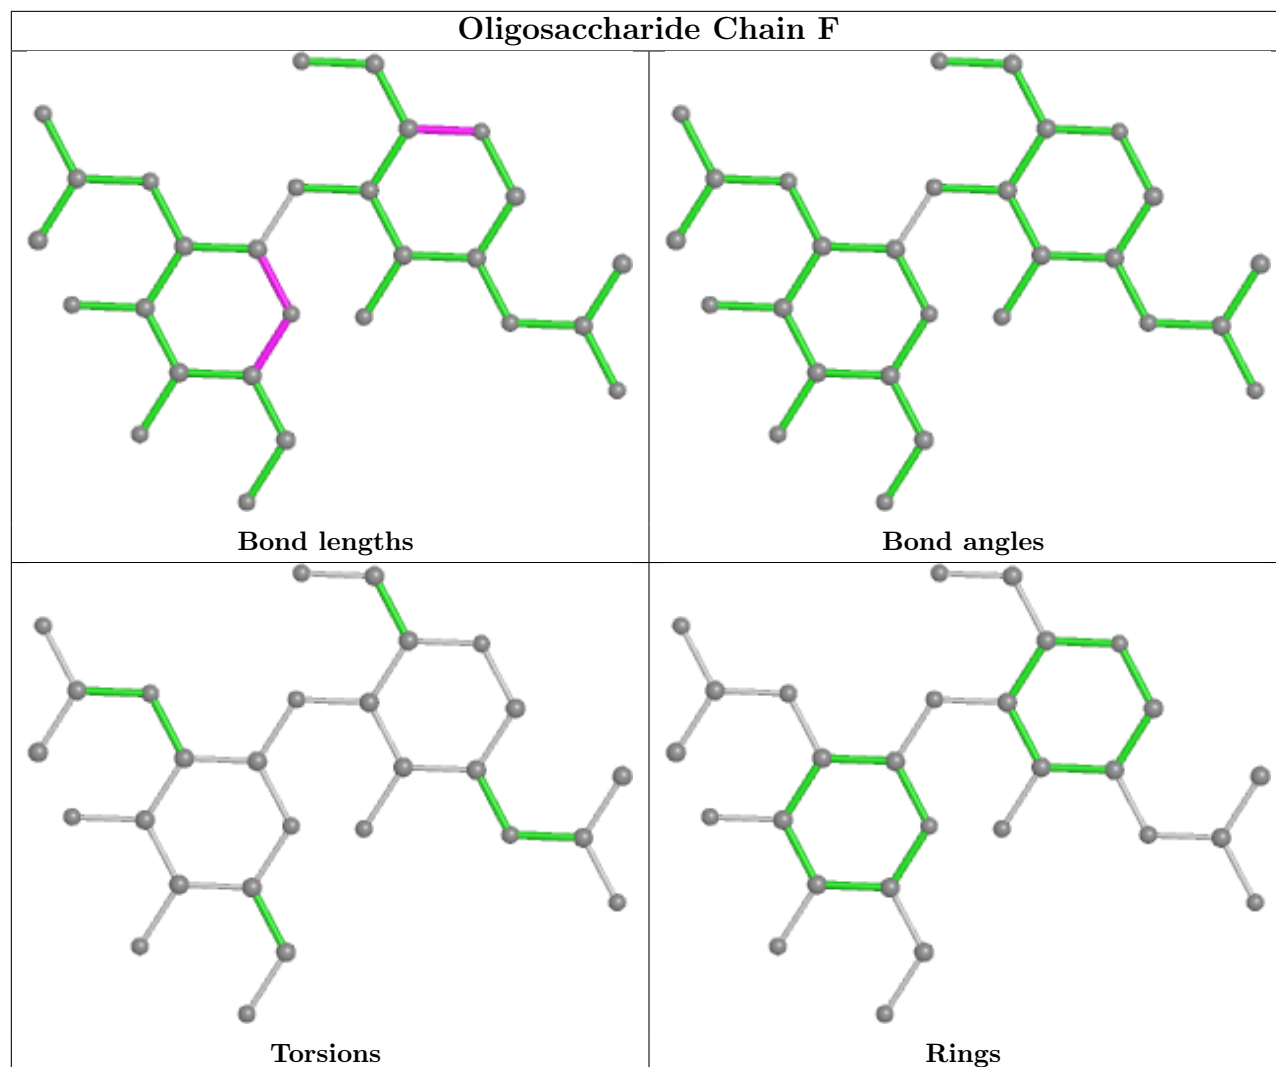 Oligosaccharide Chain F
Bond lengths
Bond angles
Torsions
Rings